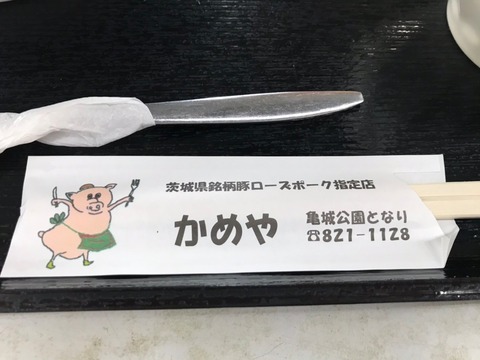 茨城県銘柄豚ローズポーク指定店
かめや
亀城公園となり
☎821-1128